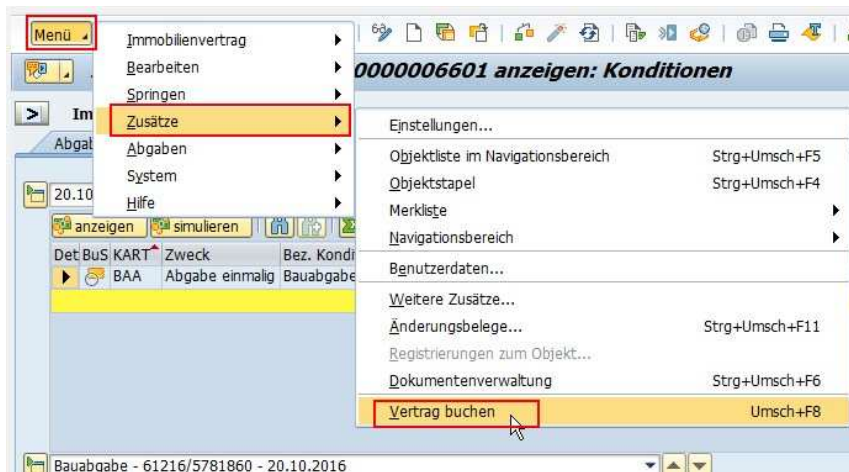 Menü
Immobilienvertrag
Bearbeiten
Springen
Zusätze
Abgaben
System
Hilfe
0000006601 anzeigen: Konditionen
Im
Abgal
20.10
anzeigen simulieren
Det BuS KART Zweck Bez. Kondi
BAA Abgabe einmalig Bauabgabe
Einstellungen...
Objektliste im Navigationsbereich Strg+Umsch+F5
Objektstapel Strg+Umsch+F4
Merkliste
Navigationsbereich
Benutzerdaten...
Weitere Zusätze...
Änderungsbelege... Strg+Umsch+F11
Registrierungen zum Objekt...
Dokumentenverwaltung Strg+Umsch+F6
Vertrag buchen Umsch+F8
Bauabgabe - 61216/5781860 - 20.10.2016